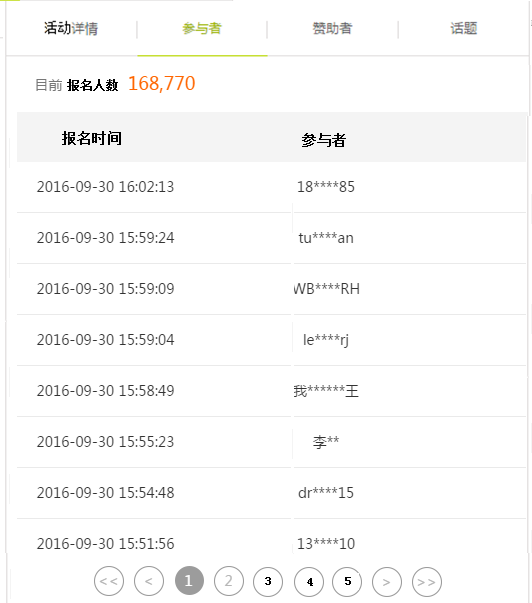 活动详情 参与者 赞助者 话题
目前 报名人数 168,770
报名时间 参与者
2016-09-30 16:02:13 18****85
2016-09-30 15:59:24 tu****an
2016-09-30 15:59:09 WB****RH
2016-09-30 15:59:04 le****rj
2016-09-30 15:58:49 我******王
2016-09-30 15:55:23 李**
2016-09-30 15:54:48 dr****15
2016-09-30 15:51:56 13****10
<< < 1 2 3 4 5 > >>